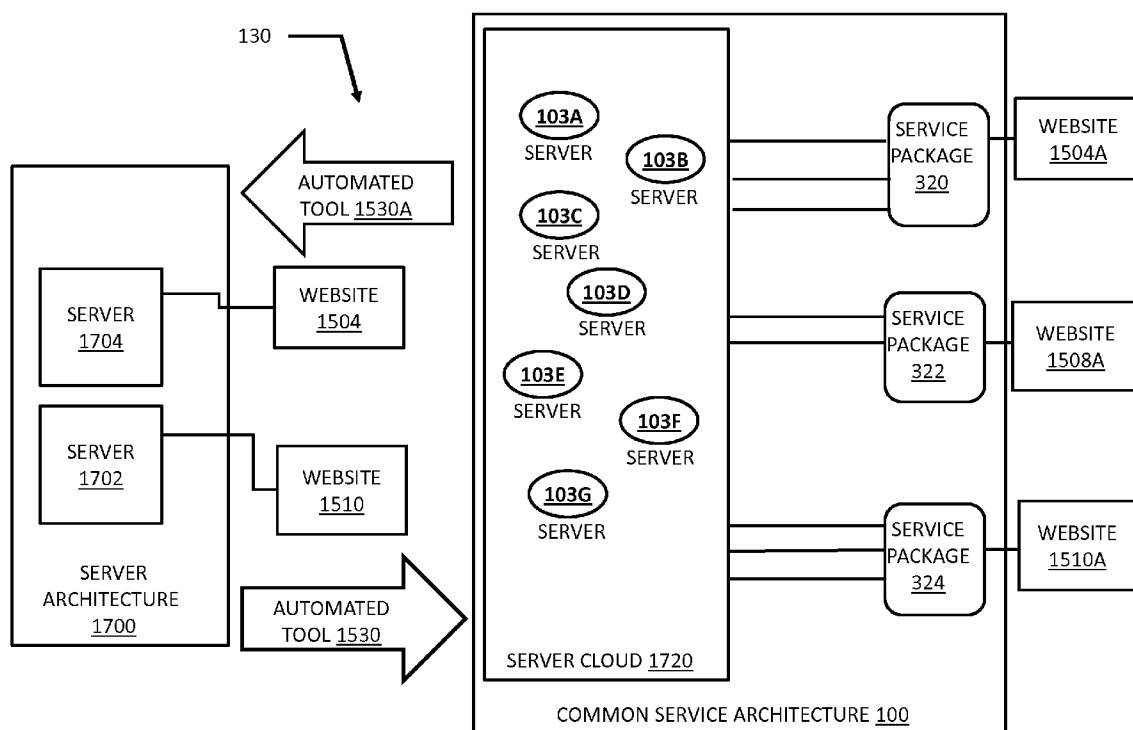 130
AUTOMATED
TOOL 1530A
SERVER
1704
WEBSITE
1504
SERVER
1702
WEBSITE
1510
SERVER
ARCHITECTURE
1700
AUTOMATED
TOOL 1530
103A
SERVER
103B
SERVER
103C
SERVER
103D
SERVER
103E
SERVER
103F
SERVER
103G
SERVER
SERVER CLOUD 1720
SERVICE
PACKAGE
320
WEBSITE
1504A
SERVICE
PACKAGE
322
WEBSITE
1508A
SERVICE
PACKAGE
324
WEBSITE
1510A
COMMON SERVICE ARCHITECTURE 100